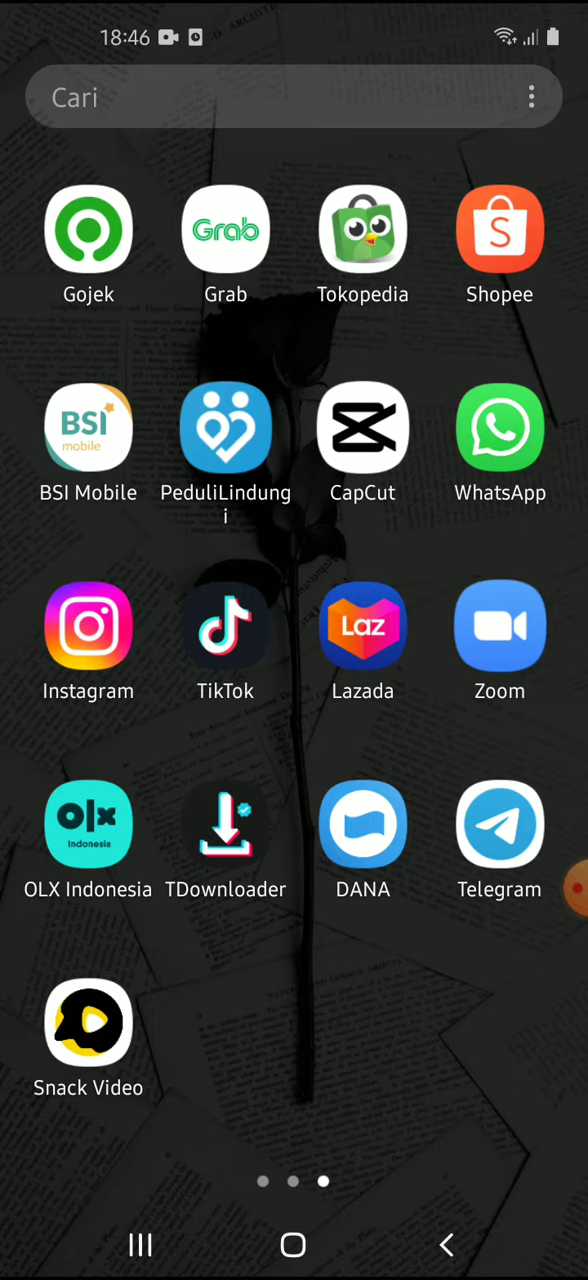 18:46
Cari
Grab
S
Gojek Grab Tokopedia Shopee
BSI
mobile
BSI Mobile PeduliLindung CapCut WhatsApp
i
Laz
Instagram TikTok Lazada Zoom
olx
Indonesia
OLX Indonesia TDownloader DANA Telegram
Snack Video